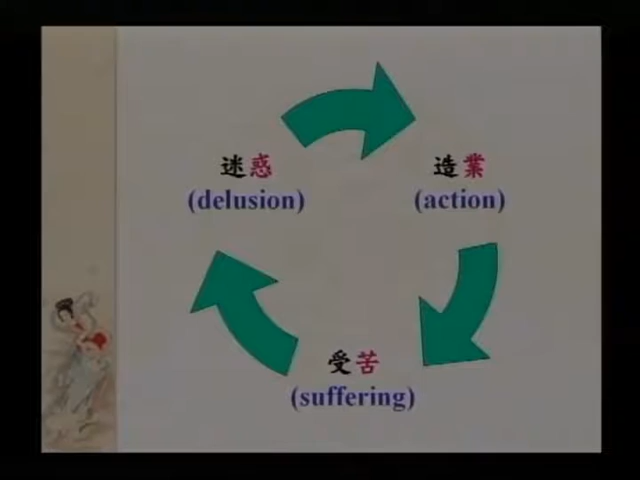 迷惑
(delusion)
造業
(action)
受苦
(suffering)